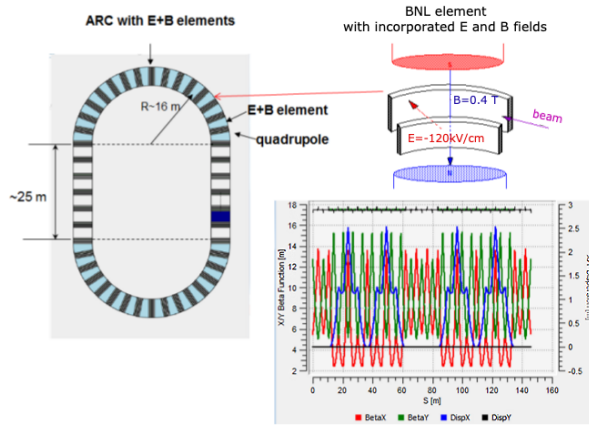 ARC with E+B elements
BNL element
with incorporated E and B fields
R~16 m
E+B element
quadrupole
~25 m
S
B=0.4 T
beam
E=-120kV/cm
N
X/Y Beta Function [m]
18
16
14
12
10
8
6
4
2
3
2.5
2
1.5
1
0.5
0
-0.5
0 20 40 60 80 100 120 140 160
S [m]
BetaX BetaY DispX DispY